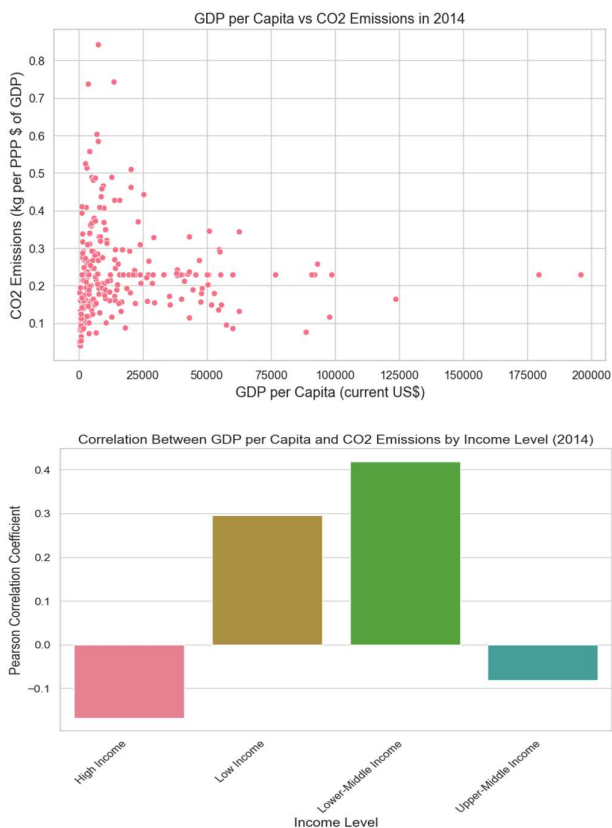 GDP per Capita vs CO2 Emissions in 2014
CO2 Emissions (kg per PPP $ of GDP)
0.8
0.7
0.6
0.5
0.4
0.3
0.2
0.1
0 25000 50000 75000 100000 125000 150000 175000 200000
GDP per Capita (current US$)
Correlation Between GDP per Capita and CO2 Emissions by Income Level (2014)
Pearson Correlation Coefficient
0.4
0.3
0.2
0.1
0.0
−0.1
High Income
Low Income
Lower-Middle Income
Upper-Middle Income
Income Level